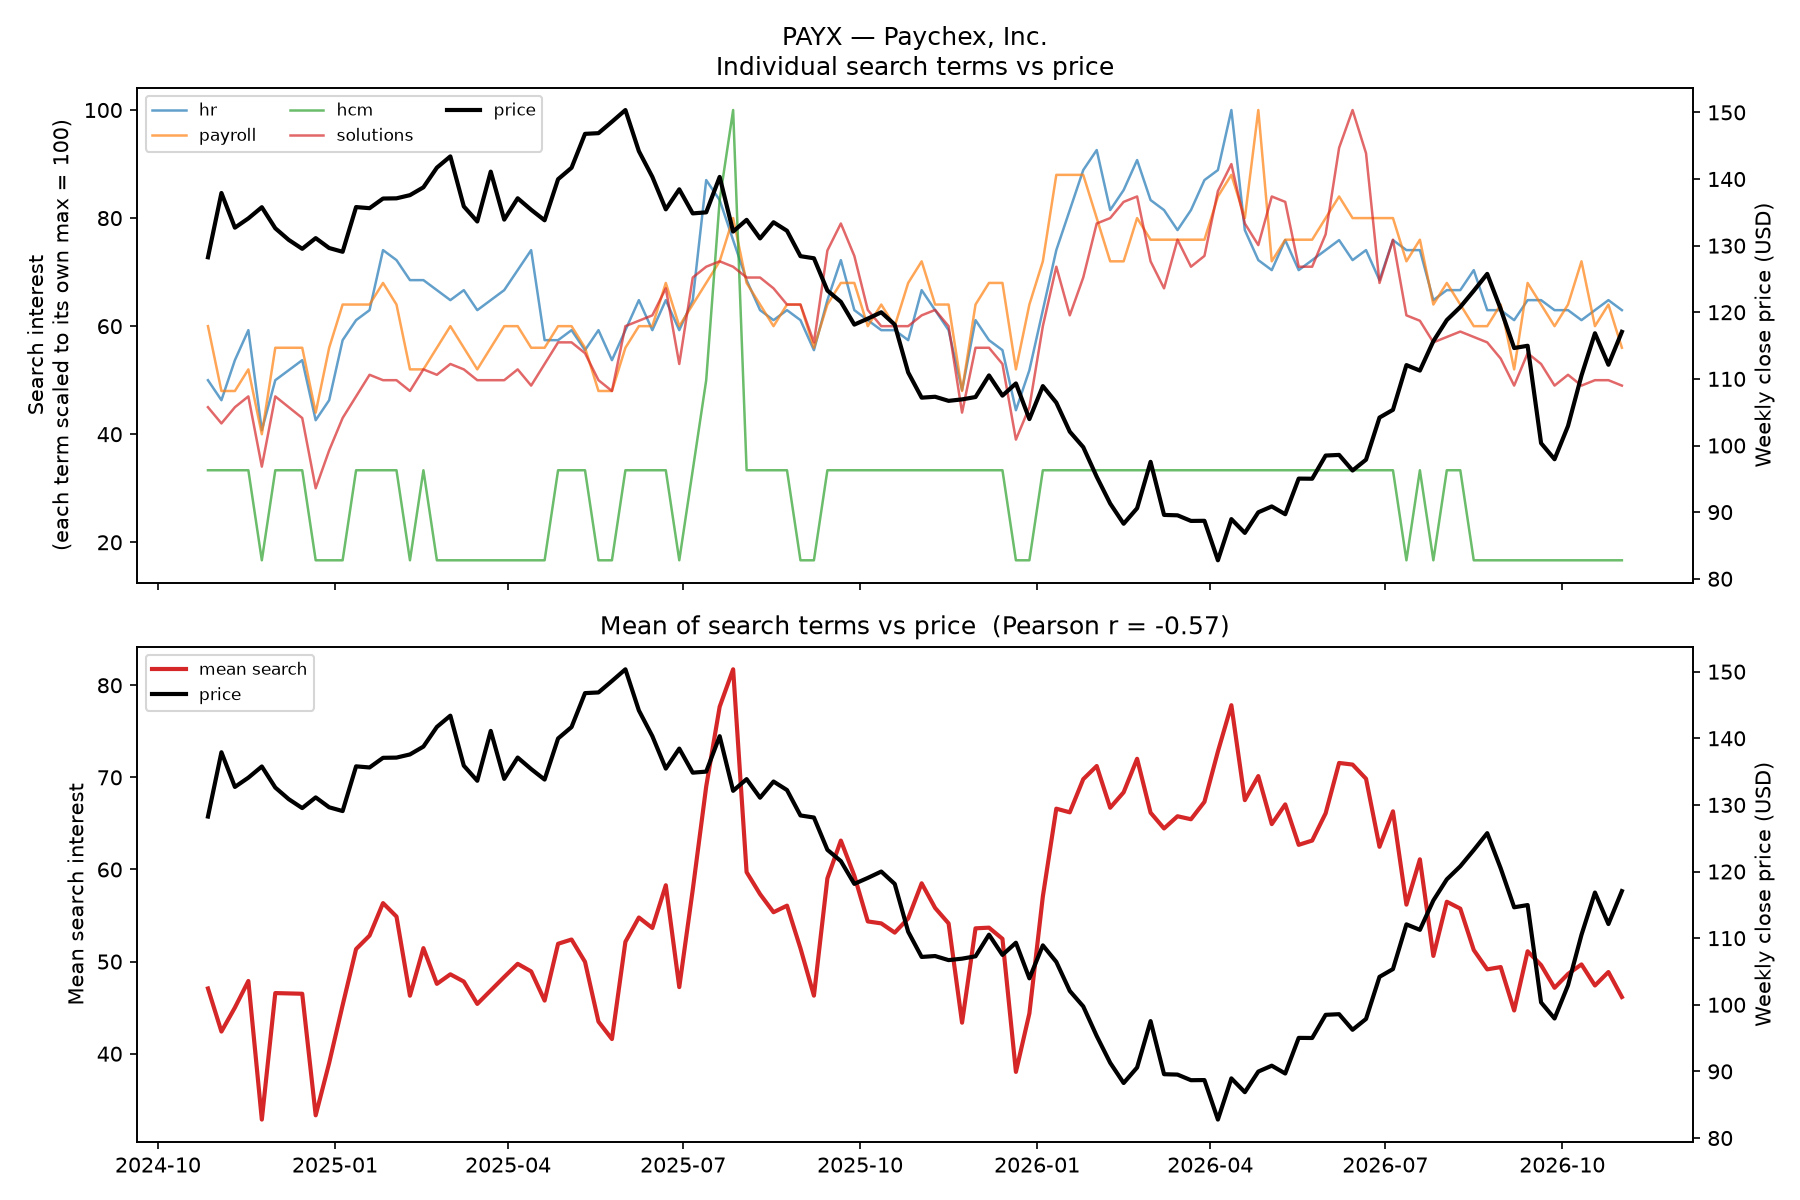 PAYX — Paychex, Inc.
Individual search terms vs price
hr
payroll
hcm
solutions
price
Search interest
(each term scaled to its own max = 100)
100
80
60
40
20
150
140
130
120
110
100
90
80
Weekly close price (USD)
Mean of search terms vs price  (Pearson r = -0.57)
mean search
price
Mean search interest
80
70
60
50
40
150
140
130
120
110
100
90
80
Weekly close price (USD)
2024-10
2025-01
2025-04
2025-07
2025-10
2026-01
2026-04
2026-07
2026-10